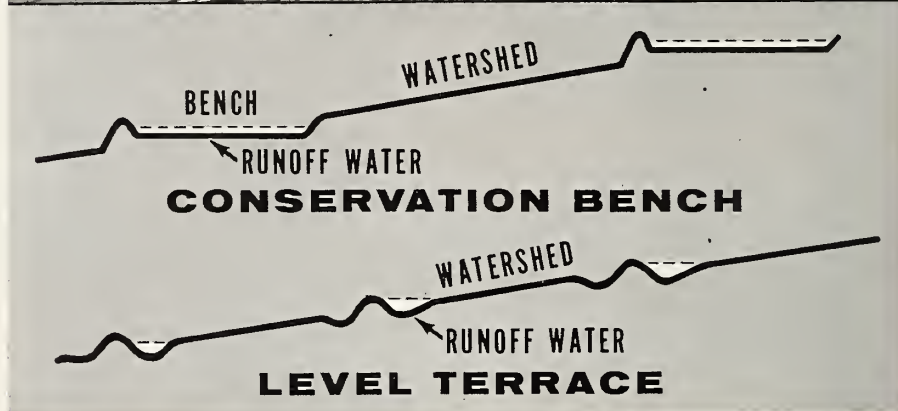 WATERSHED
BENCH
RUNOFF WATER
CONSERVATION BENCH
WATERSHED
RUNOFF WATER
LEVEL TERRACE